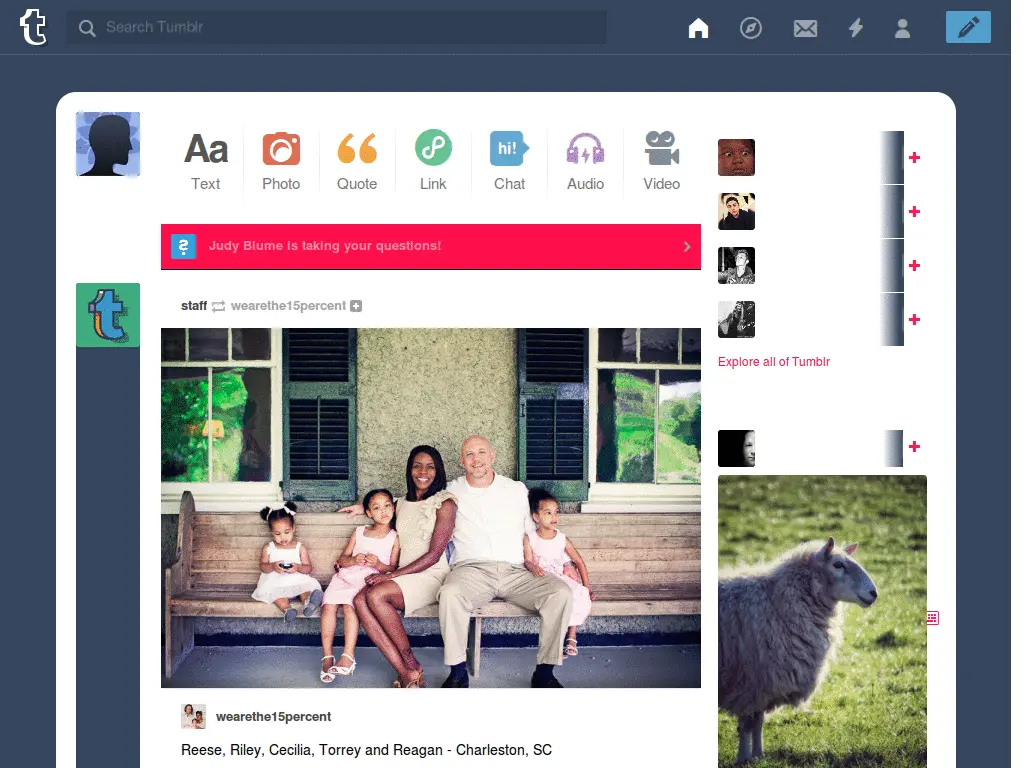 t
Search Tumblr
Aa
hi!
Text
Photo
Quote
Link
Chat
Audio
Video
? Judy Blume is taking your questions!
t
staff wearethe15percent
Explore all of Tumblr
wearethe15percent
Reese, Riley, Cecilia, Torrey and Reagan - Charleston, SC